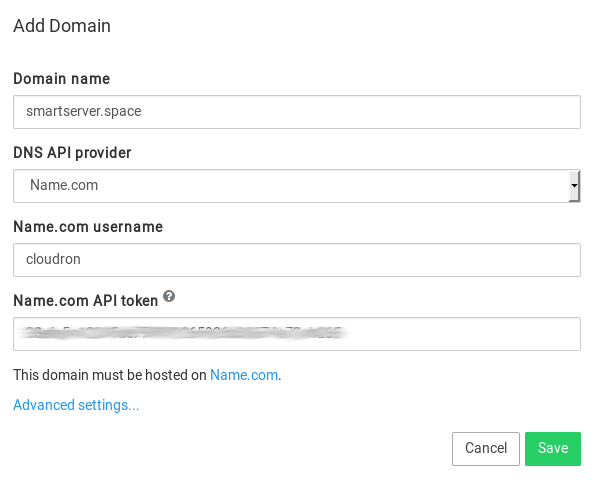 Add Domain
Domain name
smartserver.space
DNS API provider
Name.com
Name.com username
cloudron
Name.com API token ?
This domain must be hosted on Name.com.
Advanced settings...
Cancel Save